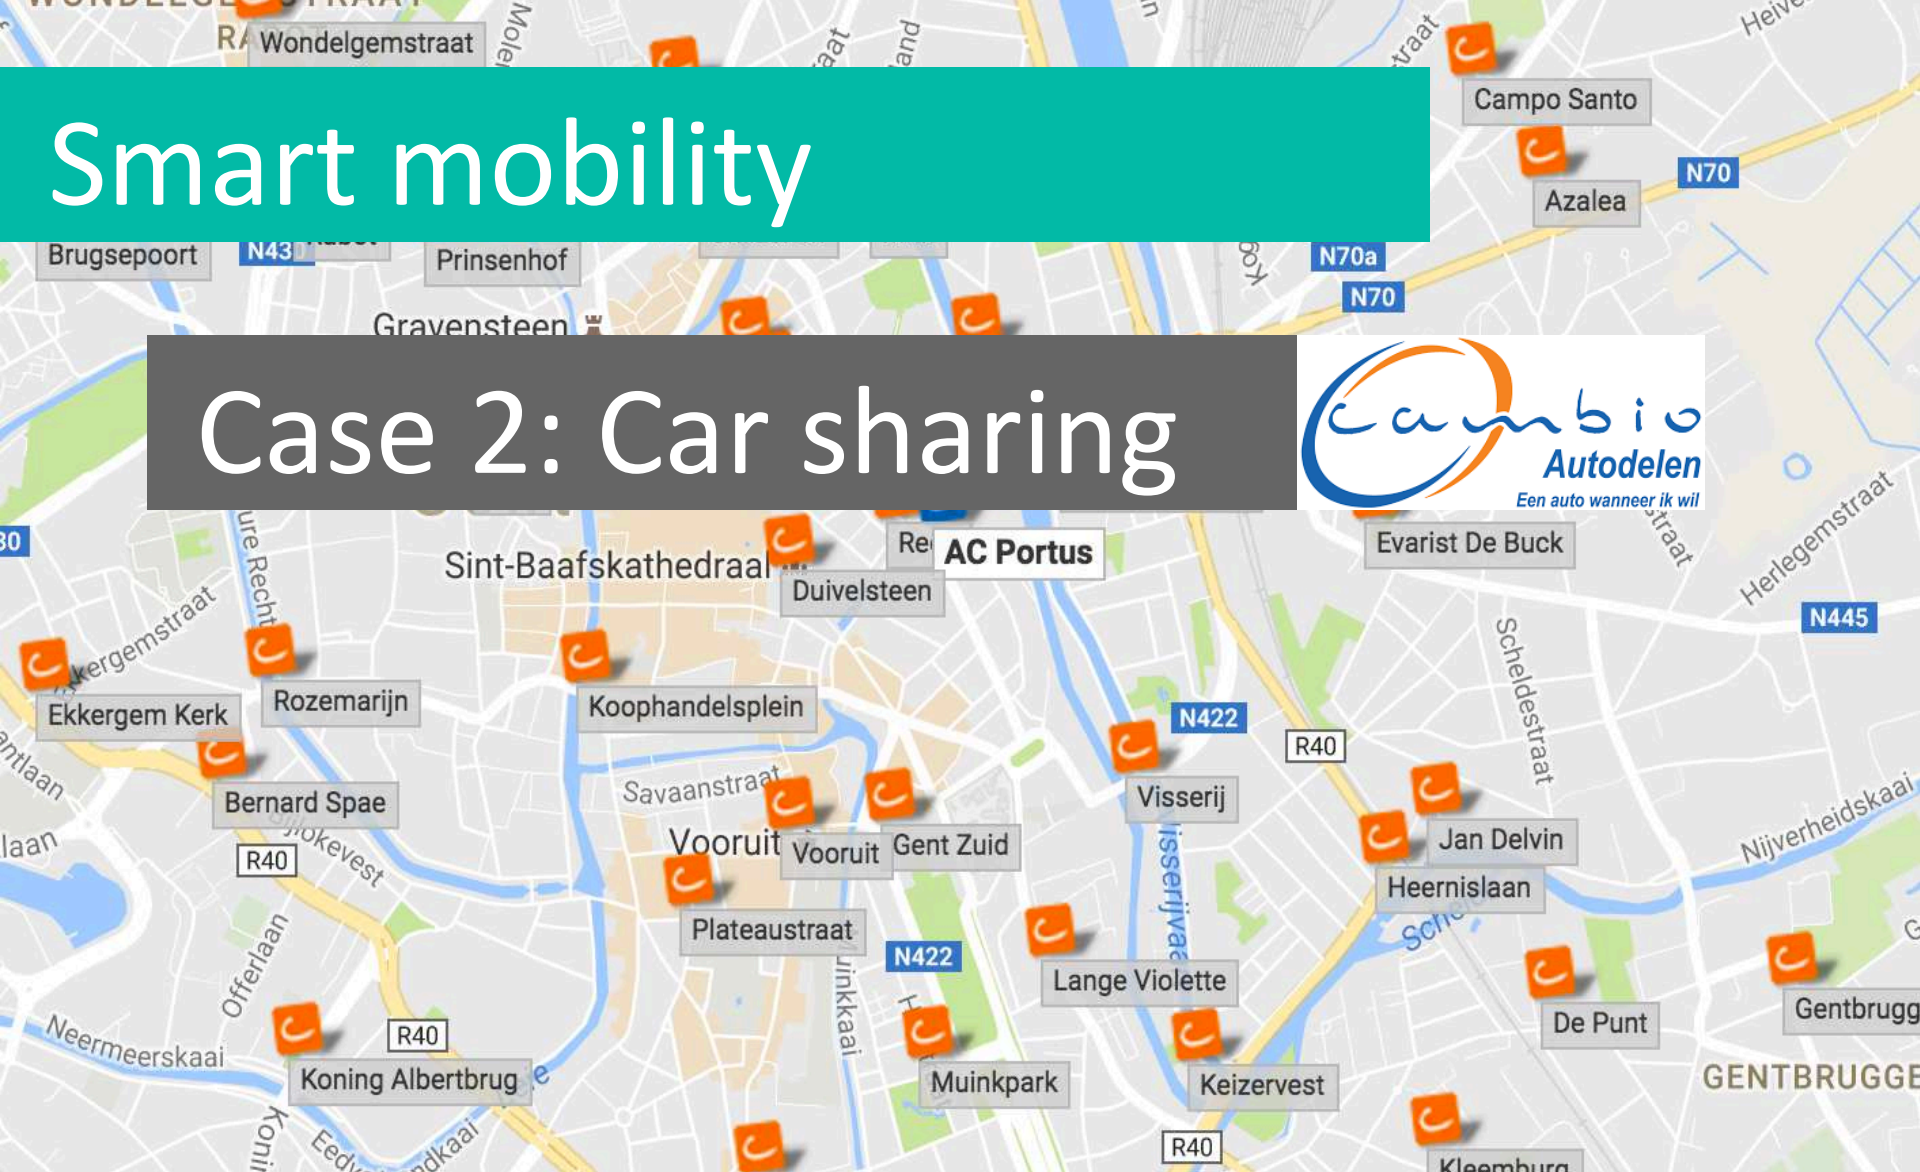 Wondelgemstraat
Campo Santo
Smart mobility
N70
Azalea
Brugsepoort
N43
Prinsenhof
N70a
N70
Gravensteen
Case 2: Car sharing
cambio
Autodelen
Een auto wanneer ik wil
Herlegemstraat
Sint-Baafskathedraal
AC Portus
Evarist De Buck
Duivelsteen
N445
Ekkergem Kerk
Rozemarijn
Koophandelsplein
N422
R40
Scheldestraat
Savaanstraat
Visserij
Bernard Spae
Vooruit
Vooruit
Gent Zuid
Jan Delvin
Nijverheidskaai
R40
Bijlokevest
Heernislaan
Plateaustraat
N422
Offerlaan
Lange Violette
De Punt
Gentbrugg
Neermeerskaai
R40
Koning Albertbrug
Muinkpark
Keizervest
GENTBRUGGE
R40
Kleemburg